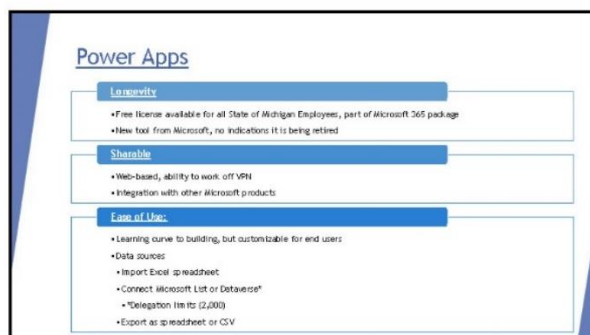 Power Apps
Longevity
•Free license available for all State of Michigan Employees, part of Microsoft 365 package
•New tool from Microsoft, no indications it is being retired
Sharable
•Web-based, ability to work off VPN
•Integration with other Microsoft products
Ease of Use:
•Learning curve to building, but customizable for end users
•Data sources
•Import Excel spreadsheet
•Connect Microsoft List or Dataverse*
•*Delegation limits (2,000)
•Export as spreadsheet or CSV